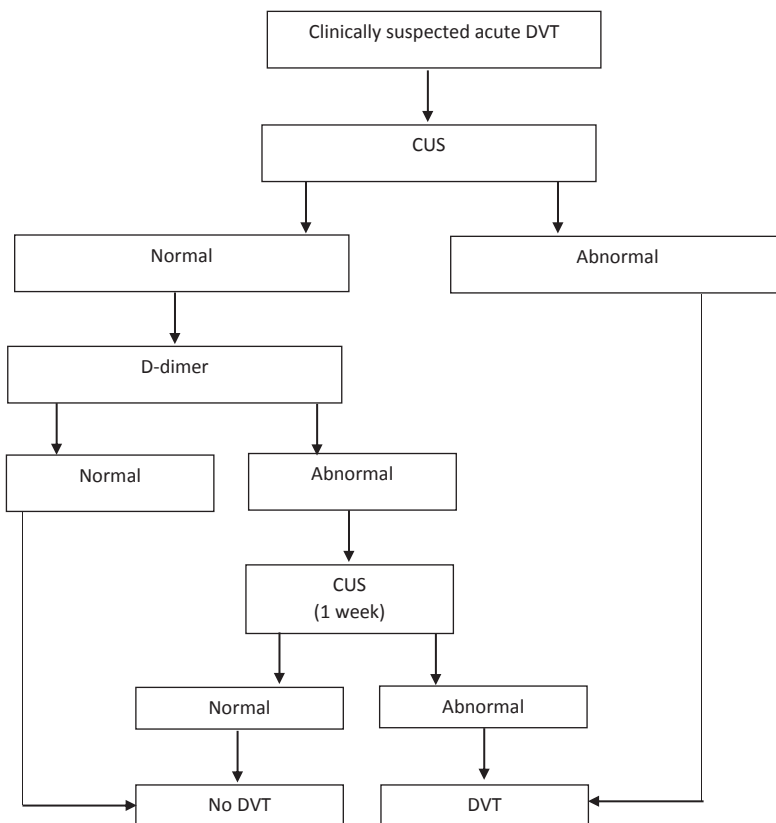 Clinically suspected acute DVT
CUS
Normal
Abnormal
D-dimer
Normal
Abnormal
CUS
(1 week)
Normal
Abnormal
No DVT
DVT